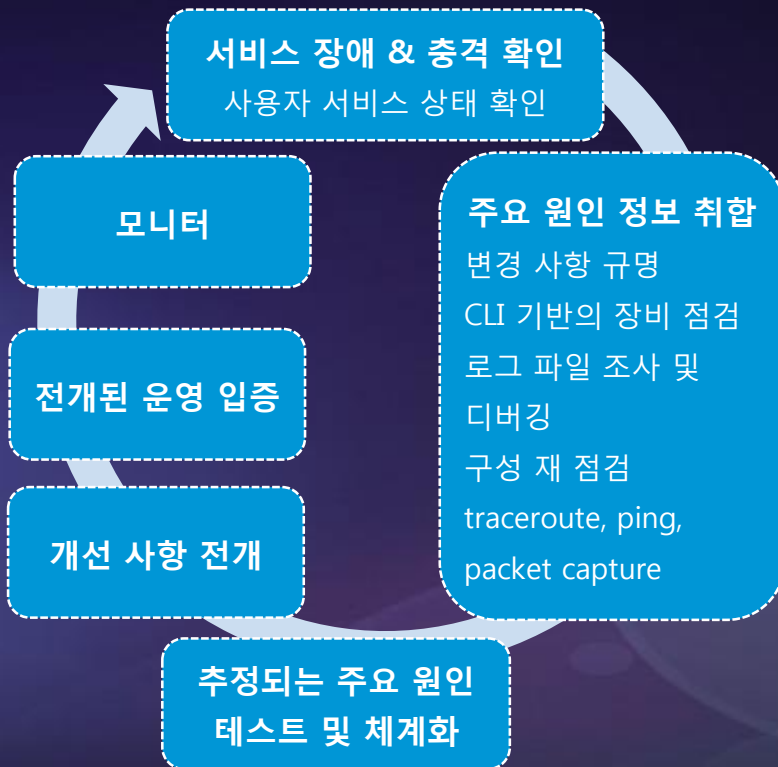 서비스 장애 & 충격 확인
사용자 서비스 상태 확인
주요 원인 정보 취합
변경 사항 규명
CLI 기반의 장비 점검
로그 파일 조사 및
디버깅
구성 재 점검
traceroute, ping,
packet capture
추정되는 주요 원인
테스트 및 체계화
개선 사항 전개
전개된 운영 입증
모니터